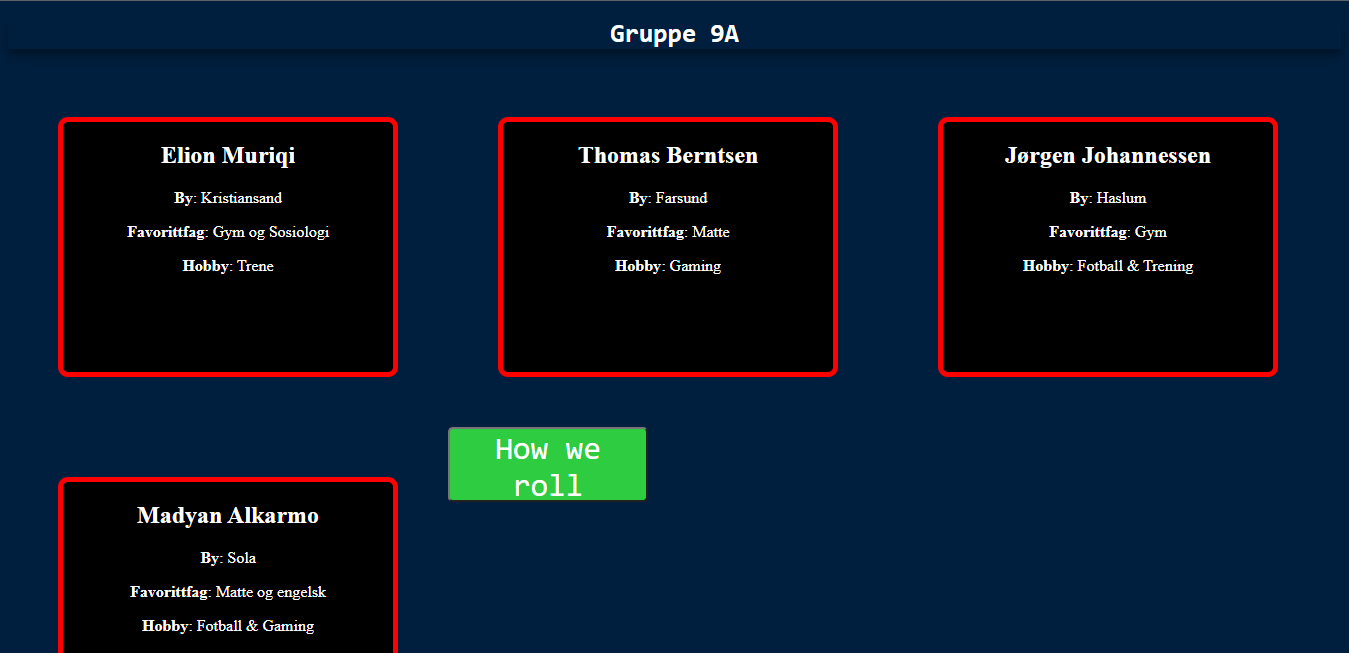 Gruppe 9A
Elion Muriqi
By: Kristiansand
Favorittfag: Gym og Sosiologi
Hobby: Trene
Thomas Berntsen
By: Farsund
Favorittfag: Matte
Hobby: Gaming
Jørgen Johannessen
By: Haslum
Favorittfag: Gym
Hobby: Fotball & Trening
How we
roll
Madyan Alkarmo
By: Sola
Favorittfag: Matte og engelsk
Hobby: Fotball & Gaming